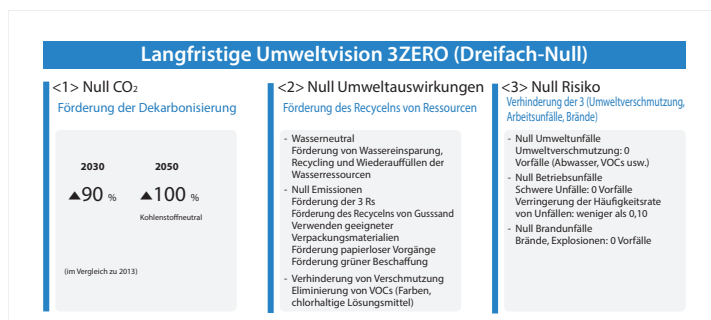 Langfristige Umweltvision 3ZERO (Dreifach-Null)
<1> Null CO₂
Förderung der Dekarbonisierung
2030
2050
▲90 %
▲100 %
Kohlenstoffneutral
(im Vergleich zu 2013)
<2> Null Umweltauswirkungen
Förderung des Recycelns von Ressourcen
- Wasserneutral
Förderung von Wassereinsparung,
Recycling und Wiederauffüllen der
Wasserressourcen
- Null Emissionen
Förderung der 3 Rs
Förderung des Recycelns von Gusssand
Verwenden geeigneter
Verpackungsmaterialien
Förderung papierloser Vorgänge
Förderung grüner Beschaffung
- Verhinderung von Verschmutzung
Eliminierung von VOCs (Farben,
chlorhaltige Lösungsmittel)
<3> Null Risiko
Verhinderung der 3 (Umweltverschmutzung,
Arbeitsunfälle, Brände)
- Null Umweltunfälle
Umweltverschmutzung: 0
Vorfälle (Abwasser, VOCs usw.)
- Null Betriebsunfälle
Schwere Unfälle: 0 Vorfälle
Verringerung der Häufigkeitsrate
von Unfällen: weniger als 0,10
- Null Brandunfälle
Brände, Explosionen: 0 Vorfälle